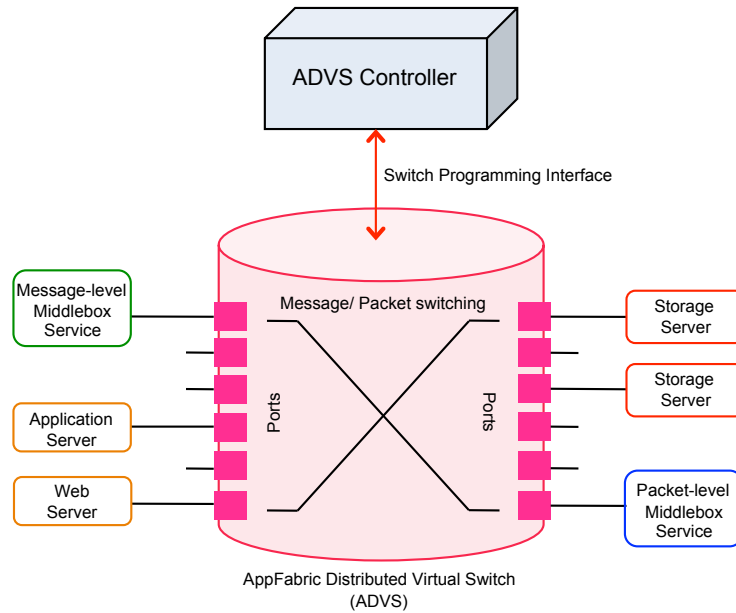 ADVS Controller
Switch Programming Interface
Message-level
Middlebox
Service
Message/ Packet switching
Storage
Server
Storage
Server
Ports
Ports
Application
Server
Web
Server
Packet-level
Middlebox
Service
AppFabric Distributed Virtual Switch
(ADVS)